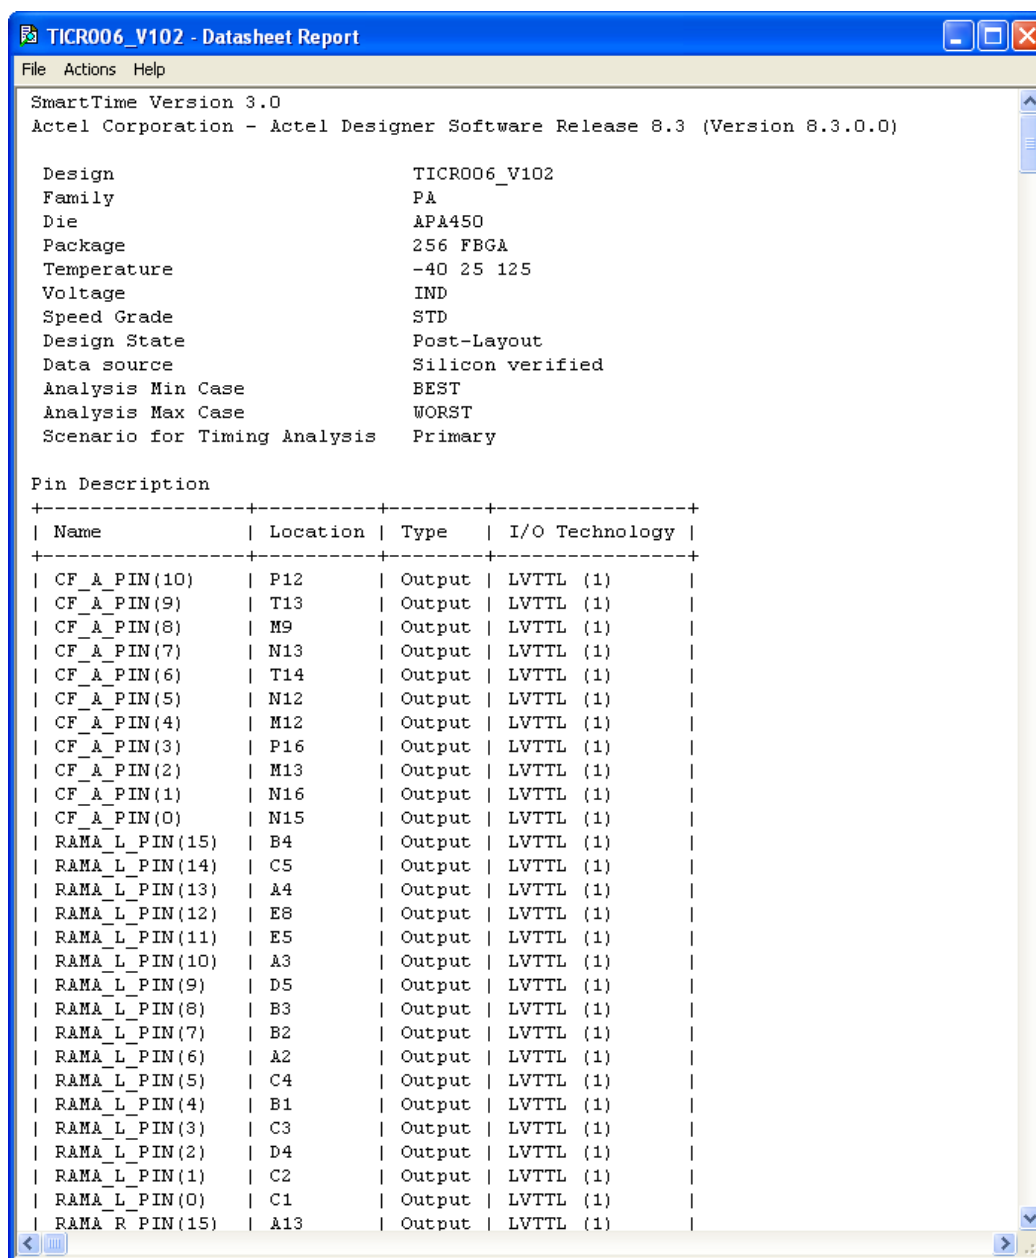 TICR006_V102 - Datasheet Report
File Actions Help
SmartTime Version 3.0
Actel Corporation - Actel Designer Software Release 8.3 (Version 8.3.0.0)
Design TICR006_V102
Family PA
Die APA450
Package 256 FBGA
Temperature -40 25 125
Voltage IND
Speed Grade STD
Design State Post-Layout
Data source Silicon verified
Analysis Min Case BEST
Analysis Max Case WORST
Scenario for Timing Analysis Primary
Pin Description
+------------------+----------+--------+----------------+
| Name | Location | Type | I/O Technology |
+------------------+----------+--------+----------------+
| CF_A_PIN(10) | P12 | Output | LVTTL (1) |
| CF_A_PIN(9) | T13 | Output | LVTTL (1) |
| CF_A_PIN(8) | M9 | Output | LVTTL (1) |
| CF_A_PIN(7) | N13 | Output | LVTTL (1) |
| CF_A_PIN(6) | T14 | Output | LVTTL (1) |
| CF_A_PIN(5) | N12 | Output | LVTTL (1) |
| CF_A_PIN(4) | M12 | Output | LVTTL (1) |
| CF_A_PIN(3) | P16 | Output | LVTTL (1) |
| CF_A_PIN(2) | M13 | Output | LVTTL (1) |
| CF_A_PIN(1) | N16 | Output | LVTTL (1) |
| CF_A_PIN(0) | N15 | Output | LVTTL (1) |
| RAMA_L_PIN(15) | B4 | Output | LVTTL (1) |
| RAMA_L_PIN(14) | C5 | Output | LVTTL (1) |
| RAMA_L_PIN(13) | A4 | Output | LVTTL (1) |
| RAMA_L_PIN(12) | E8 | Output | LVTTL (1) |
| RAMA_L_PIN(11) | E5 | Output | LVTTL (1) |
| RAMA_L_PIN(10) | A3 | Output | LVTTL (1) |
| RAMA_L_PIN(9) | D5 | Output | LVTTL (1) |
| RAMA_L_PIN(8) | B3 | Output | LVTTL (1) |
| RAMA_L_PIN(7) | B2 | Output | LVTTL (1) |
| RAMA_L_PIN(6) | A2 | Output | LVTTL (1) |
| RAMA_L_PIN(5) | C4 | Output | LVTTL (1) |
| RAMA_L_PIN(4) | B1 | Output | LVTTL (1) |
| RAMA_L_PIN(3) | C3 | Output | LVTTL (1) |
| RAMA_L_PIN(2) | D4 | Output | LVTTL (1) |
| RAMA_L_PIN(1) | C2 | Output | LVTTL (1) |
| RAMA_L_PIN(0) | C1 | Output | LVTTL (1) |
| RAMA_R_PIN(15) | A13 | Output | LVTTL (1) |